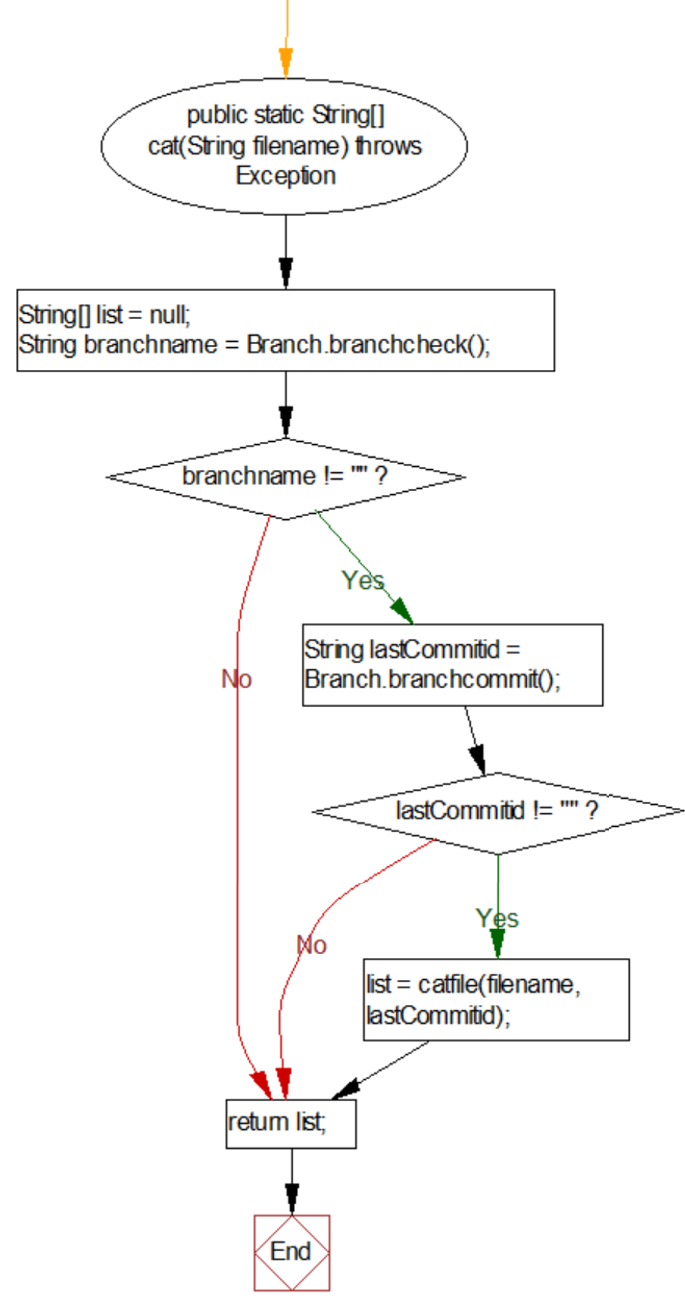 public static String[]
cat(String filename) throws
Exception
String[] list = null;
String branchname = Branch.branchcheck();
branchname != "" ?
Yes
String lastCommitid =
Branch.branchcommit();
No
lastCommitid != "" ?
Yes
No
list = catfile(filename,
lastCommitid);
return list;
End